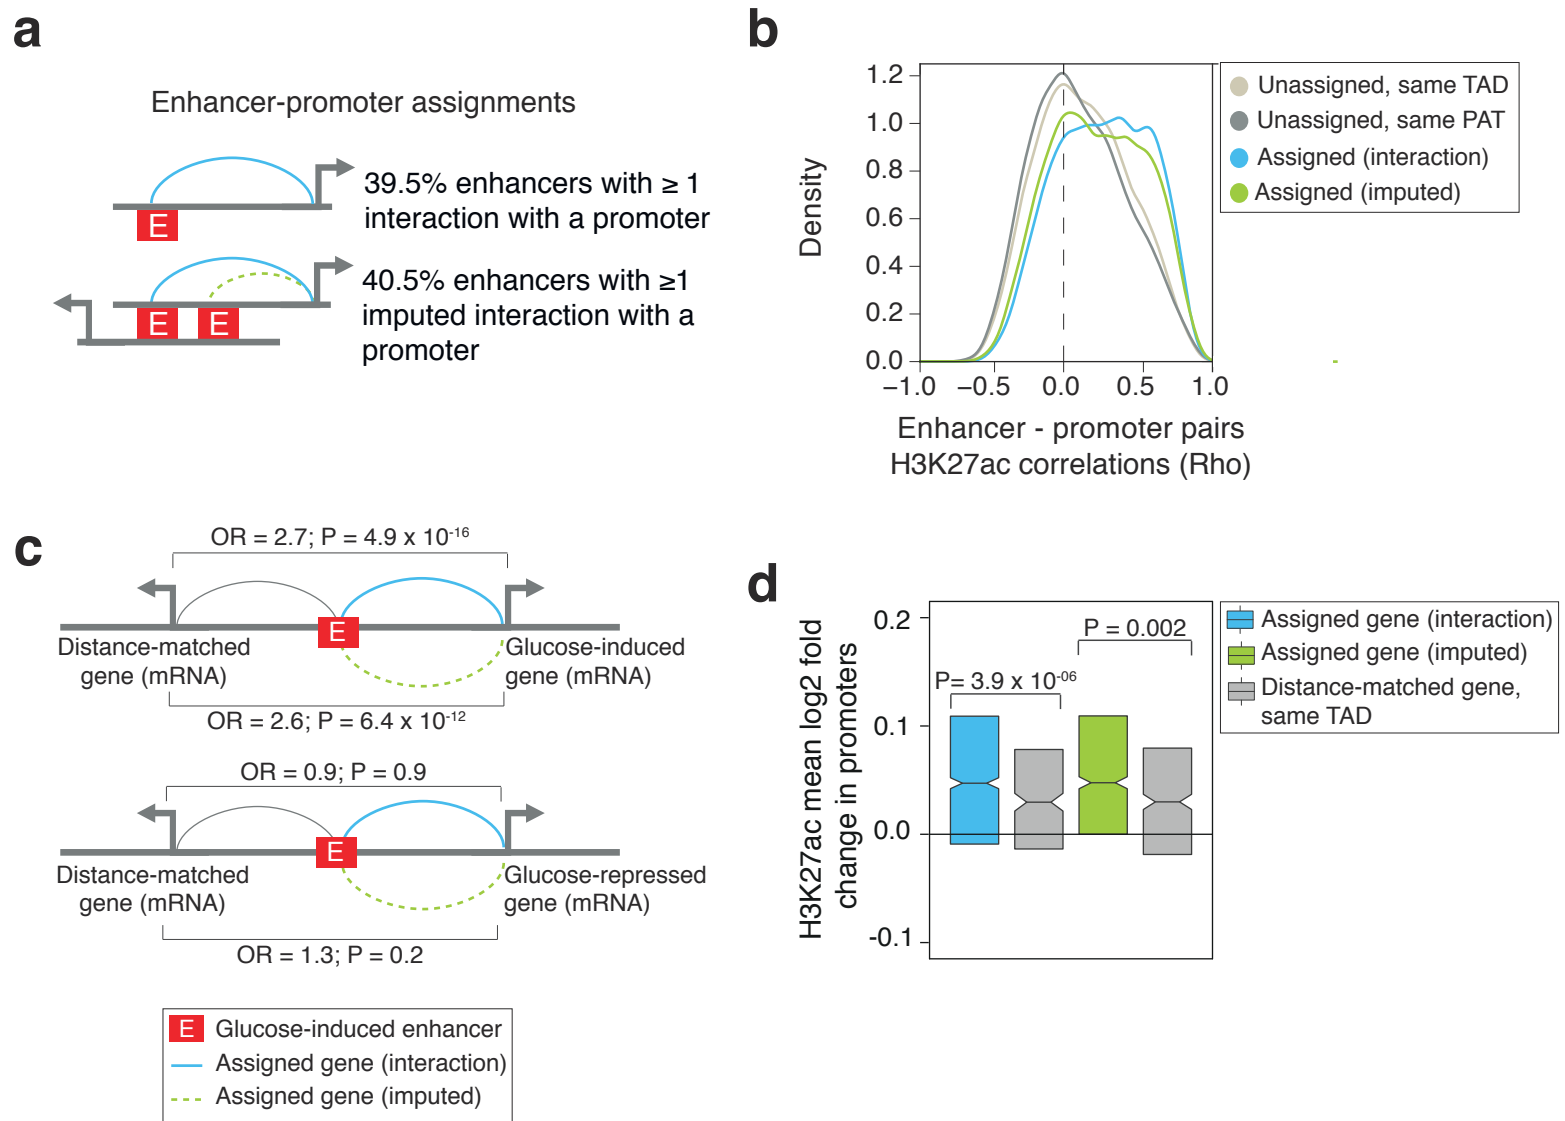 a
Enhancer-promoter assignments
E
39.5% enhancers with ≥ 1
interaction with a promoter
E
E
40.5% enhancers with ≥1
imputed interaction with a
promoter
b
Density
1.2
1.0
0.8
0.6
0.4
0.2
0.0
−1.0 −0.5 0.0 0.5 1.0
Enhancer - promoter pairs
H3K27ac correlations (Rho)
Unassigned, same TAD
Unassigned, same PAT
Assigned (interaction)
Assigned (imputed)
c
OR = 2.7; P = 4.9 x 10⁻¹⁶
E
Distance-matched
gene (mRNA)
Glucose-induced
gene (mRNA)
OR = 2.6; P = 6.4 x 10⁻¹²
OR = 0.9; P = 0.9
E
Distance-matched
gene (mRNA)
Glucose-repressed
gene (mRNA)
OR = 1.3; P = 0.2
E Glucose-induced enhancer
Assigned gene (interaction)
Assigned gene (imputed)
d
H3K27ac mean log2 fold
change in promoters
0.2
0.1
0.0
-0.1
P= 3.9 x 10⁻⁰⁶
P = 0.002
Assigned gene (interaction)
Assigned gene (imputed)
Distance-matched gene,
same TAD